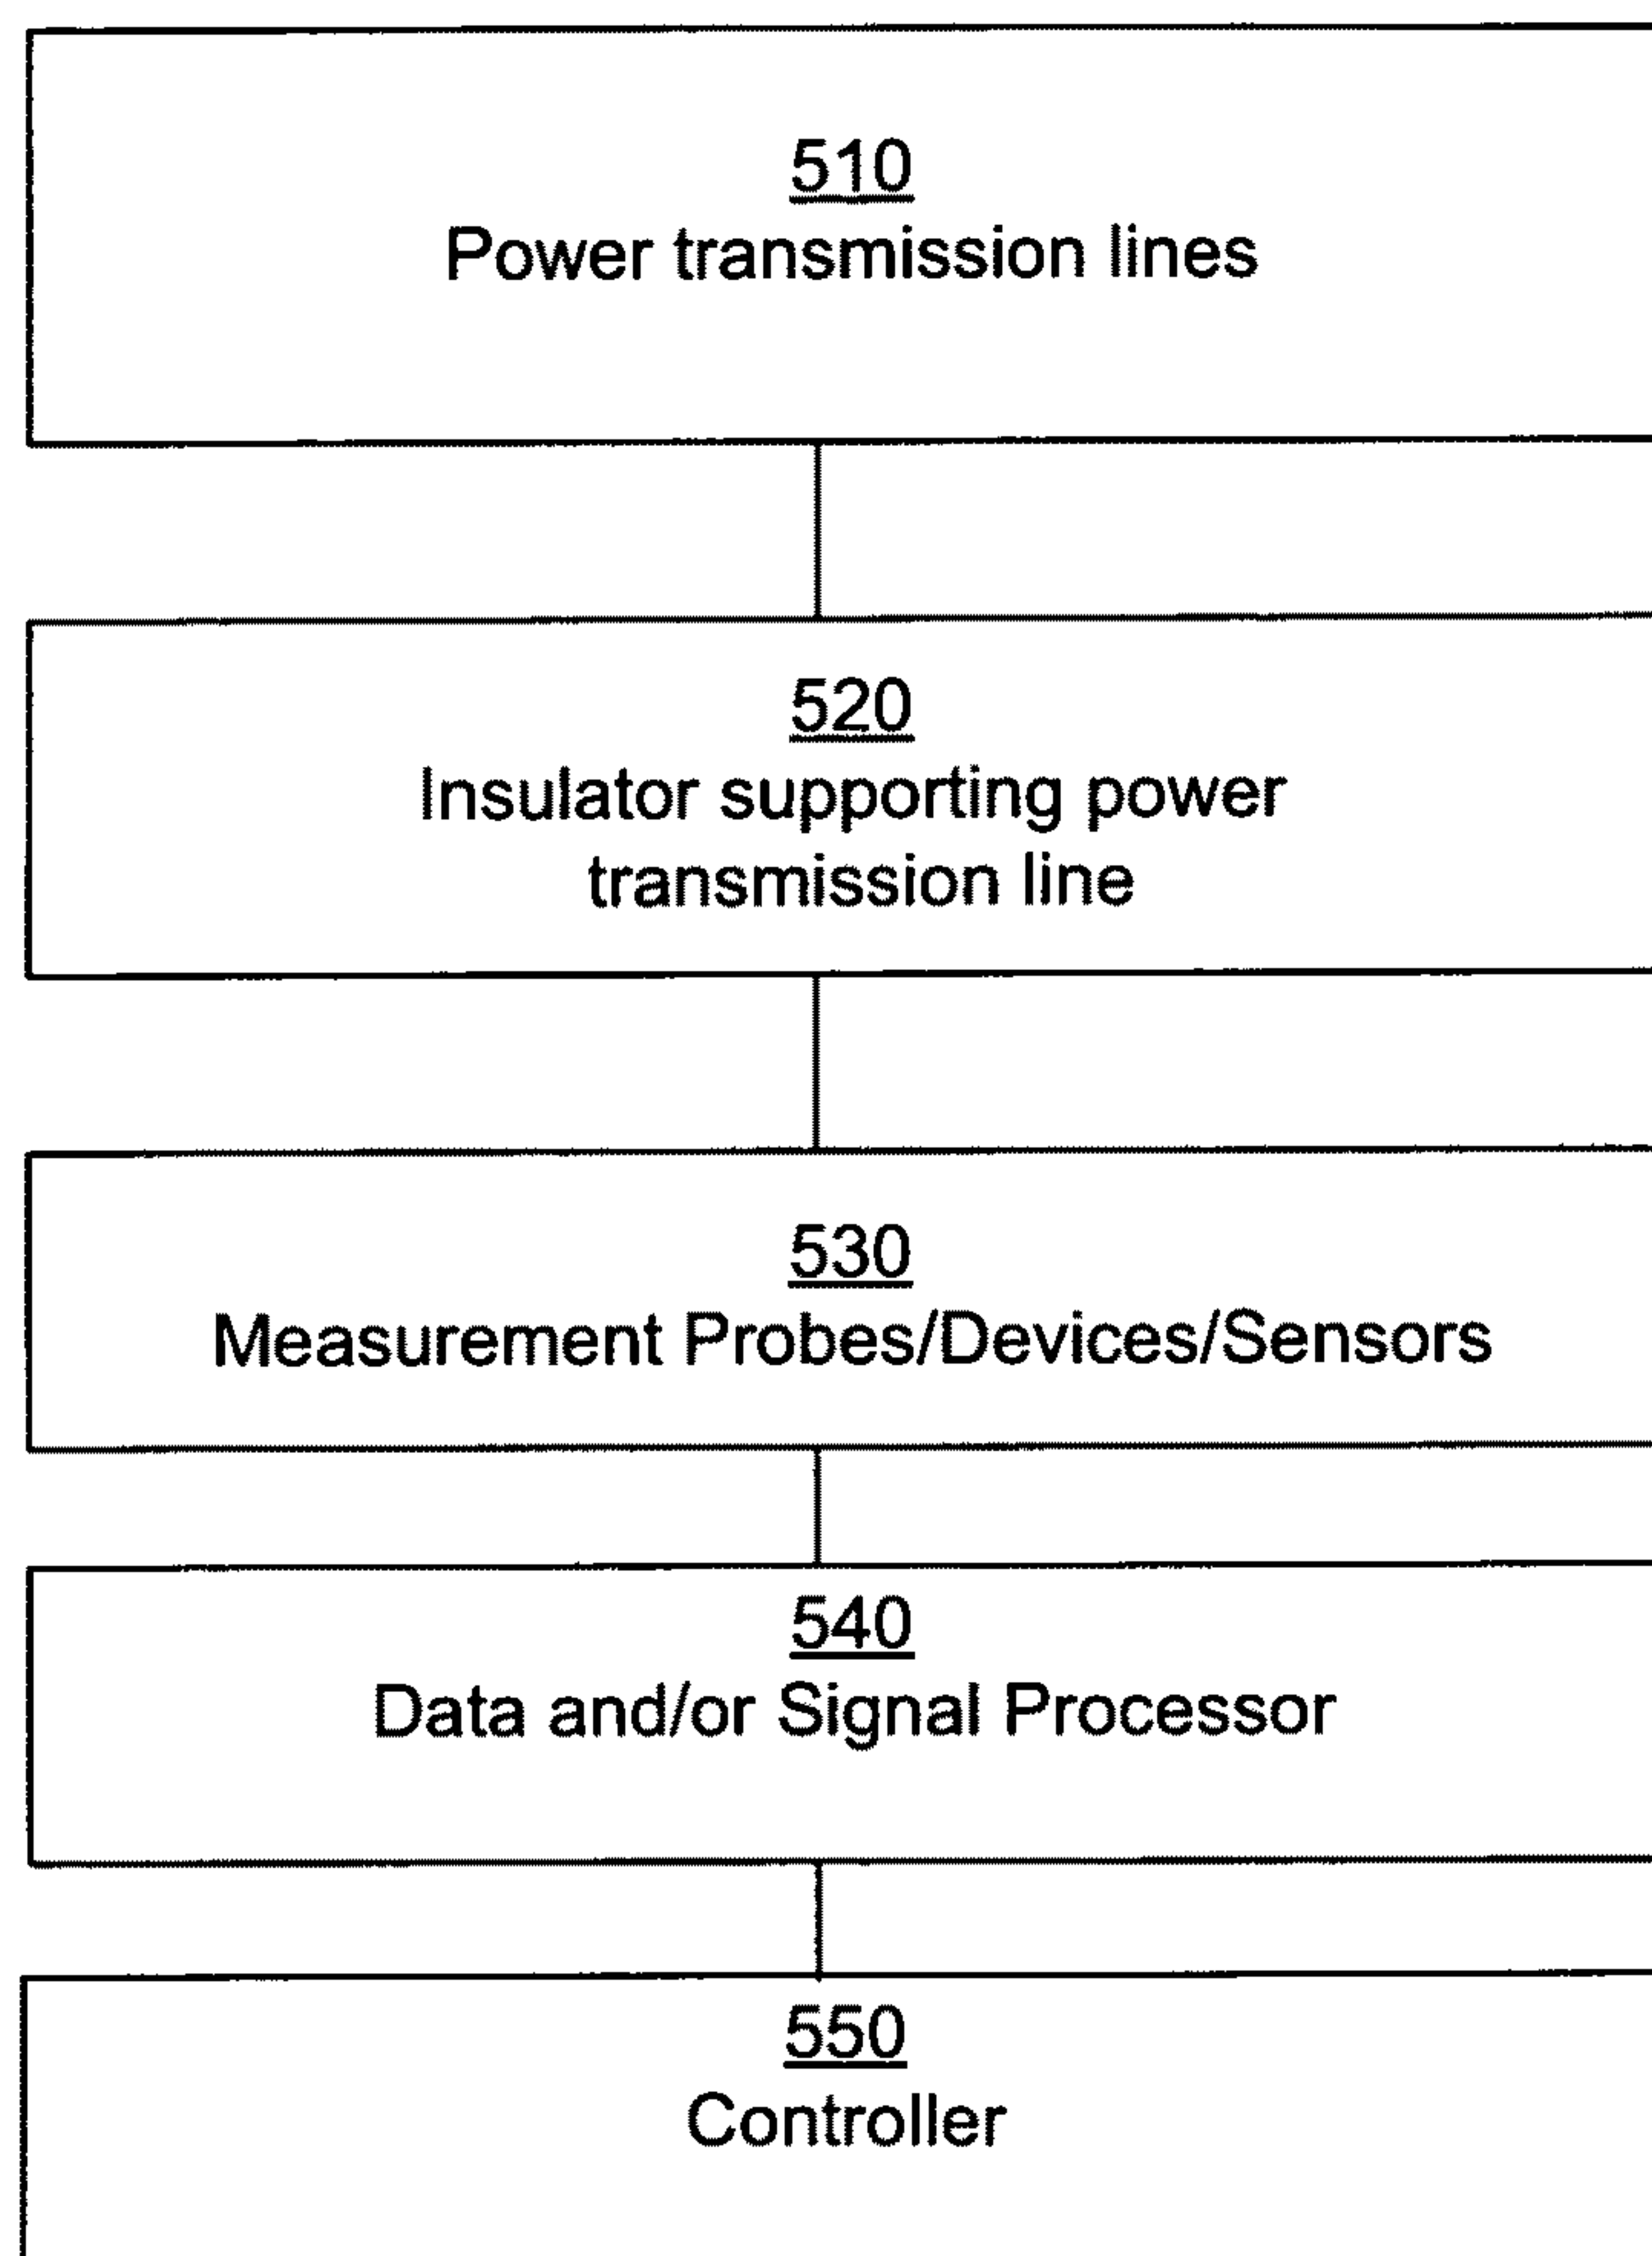 510
Power transmission lines
520
Insulator supporting power
transmission line
530
Measurement Probes/Devices/Sensors
540
Data and/or Signal Processor
550
Controller